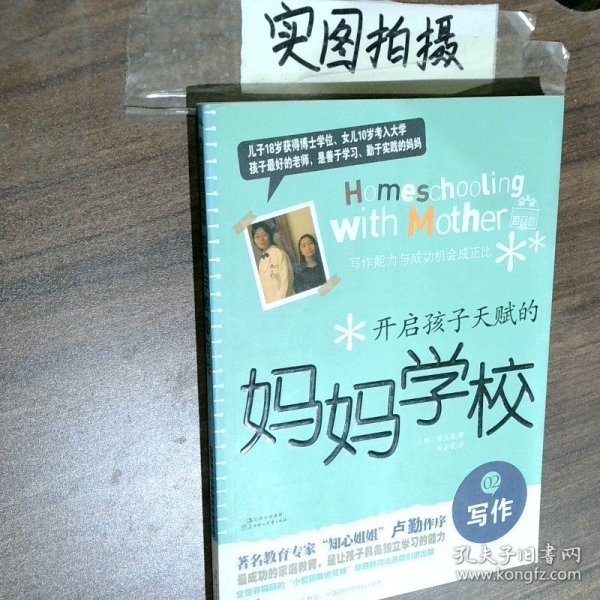 实图拍摄
儿子18岁获得博士学位、女儿10岁考入大学
孩子最好的老师，是善于学习、勤于实践的妈妈
Homeschooling
with Mother
写作能力与成功机会成正比
开启孩子天赋的
妈妈学校
02
写作
著名教育专家“知心姐姐”卢勤作序
最成功的家庭教育，是让孩子具备独立学习的能力
孔夫子旧书网
www.kongfz.com